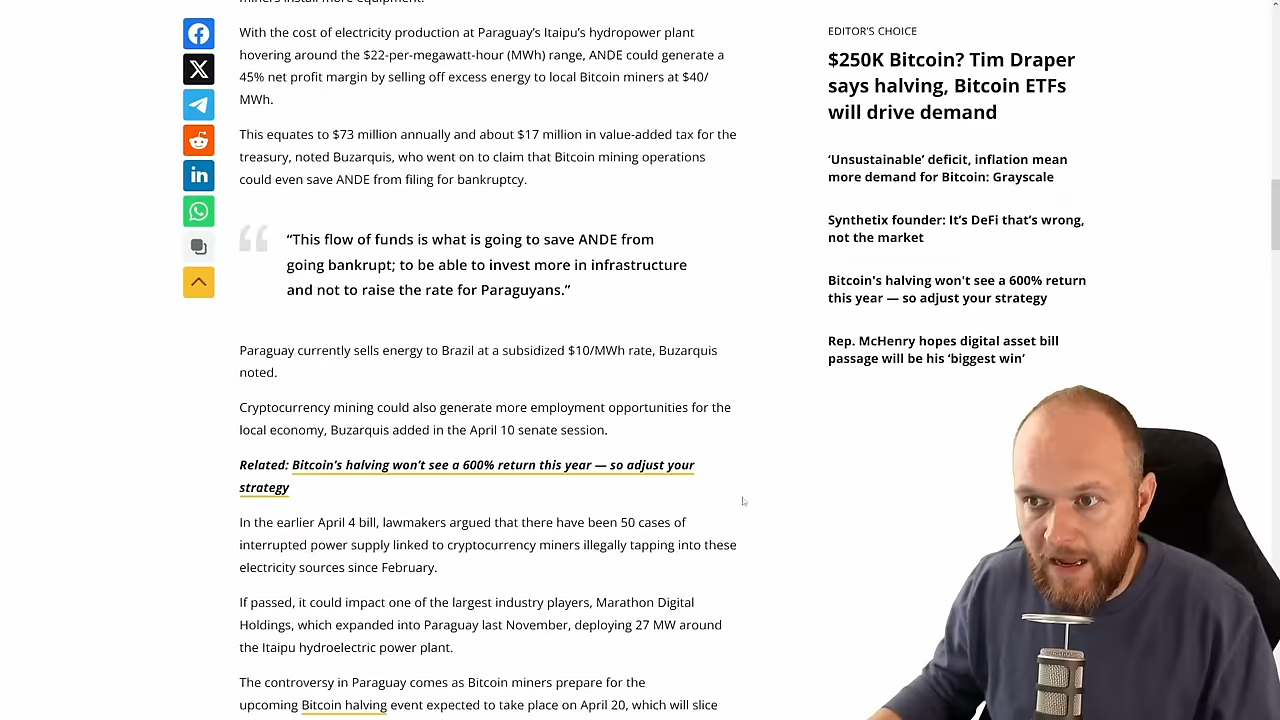 With the cost of electricity production at Paraguay’s Itaipu’s hydropower plant
hovering around the $22-per-megawatt-hour (MWh) range, ANDE could generate a
45% net profit margin by selling off excess energy to local Bitcoin miners at $40/
MWh.
This equates to $73 million annually and about $17 million in value-added tax for the
treasury, noted Buzarquis, who went on to claim that Bitcoin mining operations
could even save ANDE from filing for bankruptcy.
“This flow of funds is what is going to save ANDE from
going bankrupt; to be able to invest more in infrastructure
and not to raise the rate for Paraguyans.”
Paraguay currently sells energy to Brazil at a subsidized $10/MWh rate, Buzarquis
noted.
Cryptocurrency mining could also generate more employment opportunities for the
local economy, Buzarquis added in the April 10 senate session.
Related: Bitcoin’s halving won’t see a 600% return this year — so adjust your
strategy
In the earlier April 4 bill, lawmakers argued that there have been 50 cases of
interrupted power supply linked to cryptocurrency miners illegally tapping into these
electricity sources since February.
If passed, it could impact one of the largest industry players, Marathon Digital
Holdings, which expanded into Paraguay last November, deploying 27 MW around
the Itaipu hydroelectric power plant.
The controversy in Paraguay comes as Bitcoin miners prepare for the
upcoming Bitcoin halving event expected to take place on April 20, which will slice
EDITOR’S CHOICE
$250K Bitcoin? Tim Draper
says halving, Bitcoin ETFs
will drive demand
‘Unsustainable’ deficit, inflation mean
more demand for Bitcoin: Grayscale
Synthetix founder: It’s DeFi that’s wrong,
not the market
Bitcoin's halving won't see a 600% return
this year — so adjust your strategy
Rep. McHenry hopes digital asset bill
passage will be his ‘biggest win’